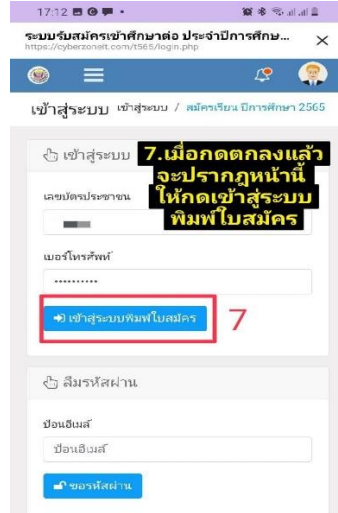 17:12
ระบบรับสมัครเข้าศึกษาต่อ ประจำปีการศึกษ...
https://cyberzoneit.com/t565/login.php
เข้าสู่ระบบ เข้าสู่ระบบ / สมัครเรียน ปีการศึกษา 2565
เข้าสู่ระบบ
7.เมื่อกดตกลงแล้ว
จะปรากฎหน้านี้
ให้กดเข้าสู่ระบบ
พิมพ์ใบสมัคร
เลขบัตรประชาชน
เบอร์โทรศัพท์
เข้าสู่ระบบพิมพ์ใบสมัคร
7
ลืมรหัสผ่าน
ป้อนอีเมล์
ป้อนอีเมล์
ขอรหัสผ่าน